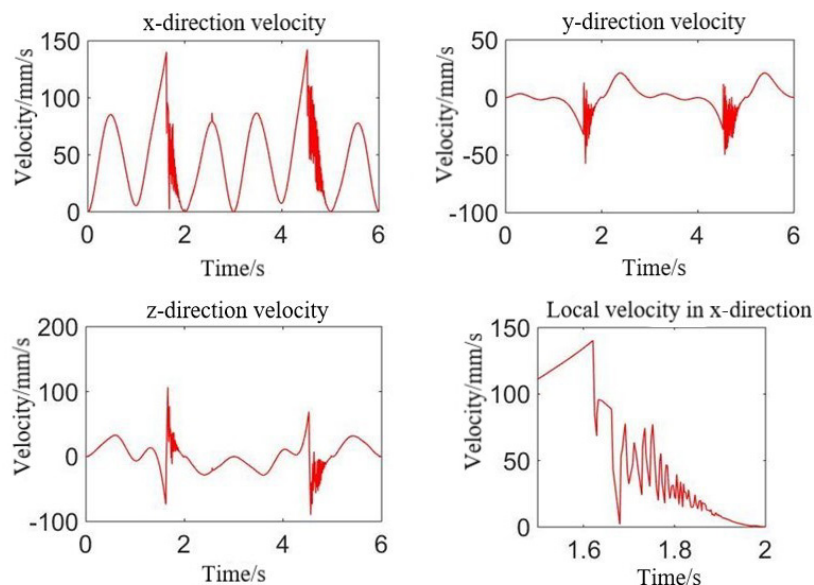 x-direction velocity
150
100
50
0
Velocity/mm/s
0 2 4 6
Time/s
y-direction velocity
50
0
-50
-100
Velocity/mm/s
0 2 4 6
Time/s
z-direction velocity
200
100
0
-100
Velocity/mm/s
0 2 4 6
Time/s
Local velocity in x-direction
150
100
50
0
Velocity/mm/s
1.6 1.8 2
Time/s